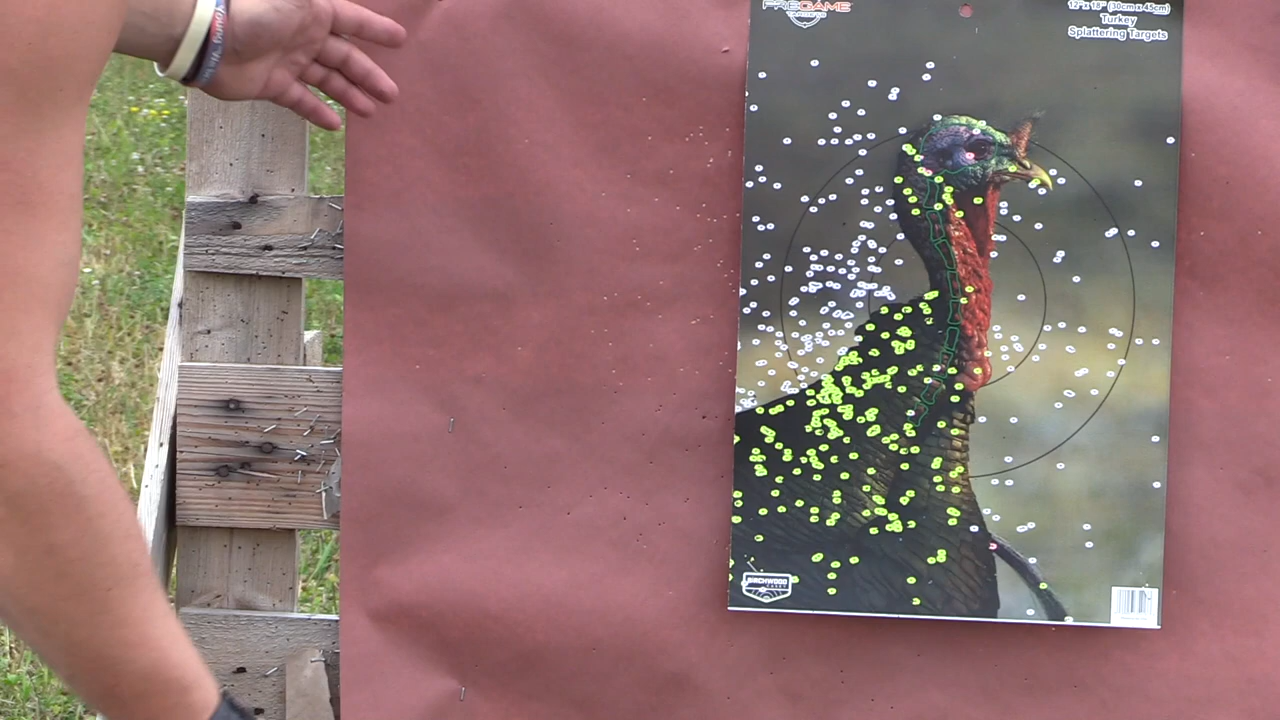 PREGAME
12"x 18" (30cm x 45cm)
Turkey
Splattering Targets
BIRCHWOOD
CASEY